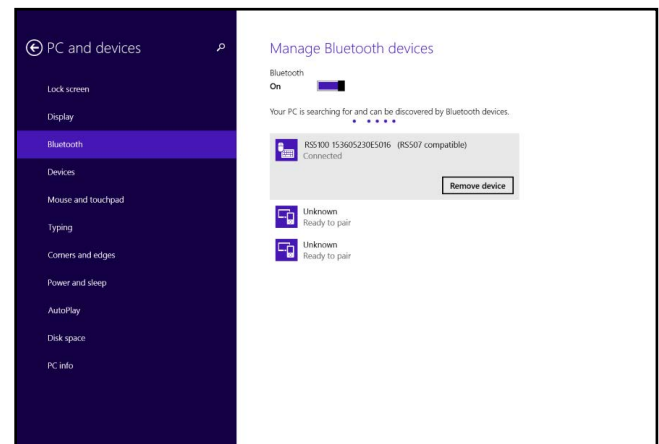 PC and devices
Lock screen
Display
Bluetooth
Devices
Mouse and touchpad
Typing
Corners and edges
Power and sleep
AutoPlay
Disk space
PC info
Manage Bluetooth devices
Bluetooth
On
Your PC is searching for and can be discovered by Bluetooth devices.
RS5100 153605230E5016 (RS507 compatible)
Connected
Remove device
Unknown
Ready to pair
Unknown
Ready to pair